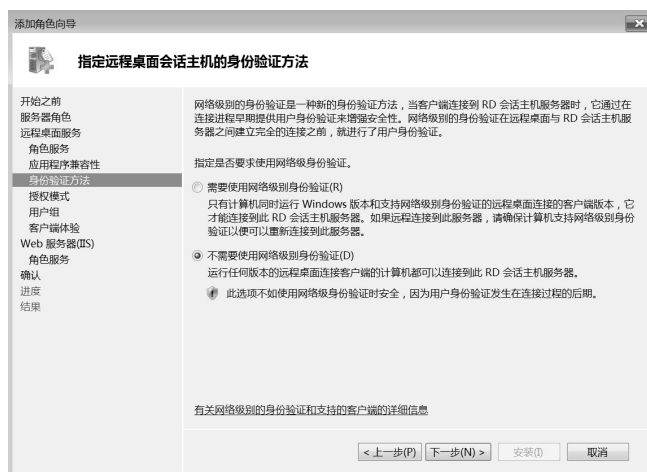 添加角色向导
指定远程桌面会话主机的身份验证方法
开始之前
服务器角色
远程桌面服务
角色服务
应用程序兼容性
身份验证方法
授权模式
用户组
客户端体验
Web 服务器(IIS)
角色服务
确认
进度
结果
网络级别的身份验证是一种新的身份验证方法，当客户端连接到 RD 会话主机服务器时，它通过在
连接进程早期提供用户身份验证来增强安全性。网络级别的身份验证在远程桌面与 RD 会话主机服
务器之间建立完全的连接之前，就进行了用户身份验证。
指定是否要求使用网络级身份验证。
需要使用网络级别身份验证(R)
只有计算机同时运行 Windows 版本和支持网络级别身份验证的远程桌面连接的客户端版本，它
才能连接到此 RD 会话主机服务器。如果远程连接到此服务器，请确保计算机支持网络级别身份
验证以便可以重新连接到此服务器。
不需要使用网络级别身份验证(D)
运行任何版本的远程桌面连接客户端的计算机都可以连接到此 RD 会话主机服务器。
此选项不如使用网络级身份验证时安全，因为用户身份验证发生在连接过程的后期。
有关网络级别的身份验证和支持的客户端的详细信息
< 上一步(P) 下一步(N) > 安装(I) 取消